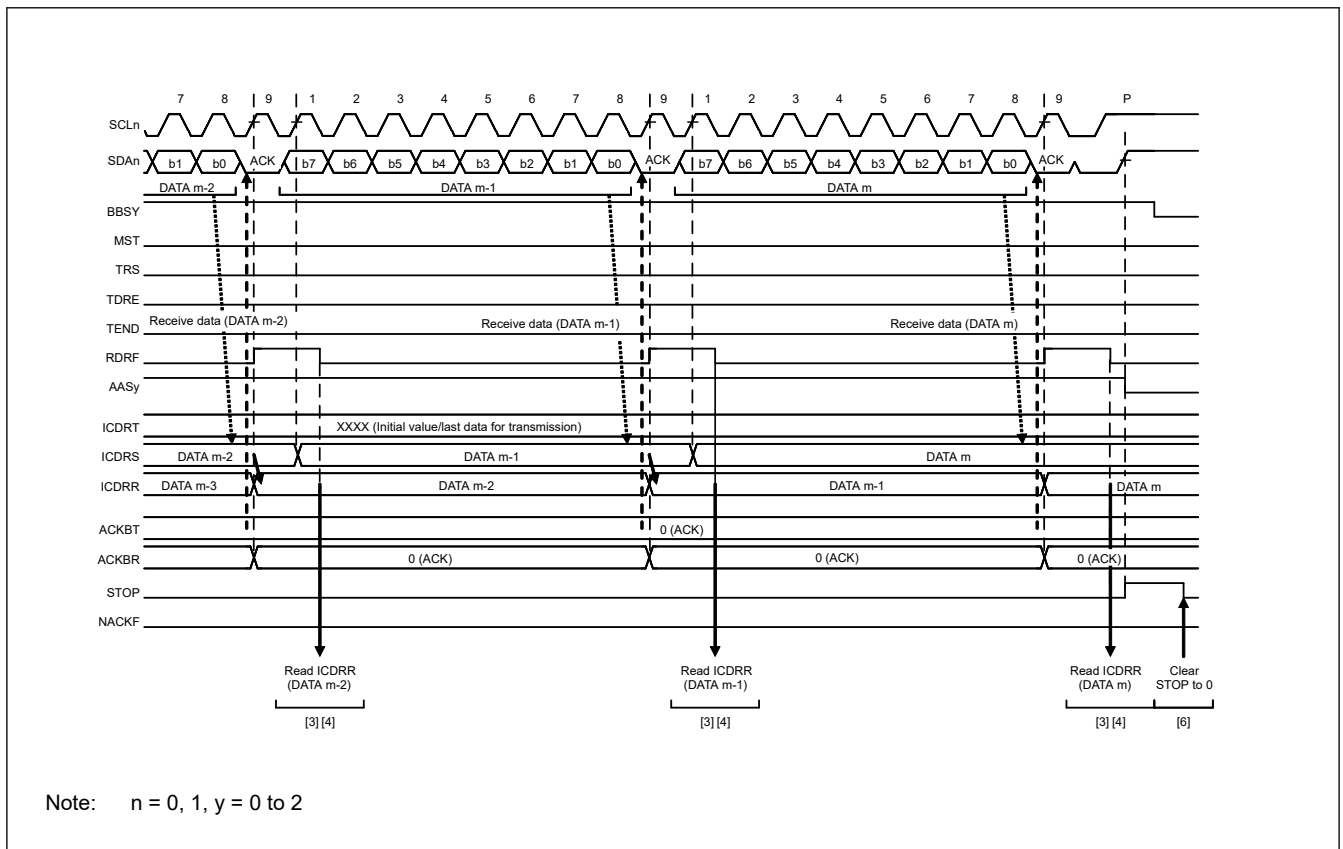 7 8 9 1 2 3 4 5 6 7 8 9 1 2 3 4 5 6 7 8 9 P
SCLn
SDAn b1 b0 ACK b7 b6 b5 b4 b3 b2 b1 b0 ACK b7 b6 b5 b4 b3 b2 b1 b0 ACK
DATA m-2 DATA m-1 DATA m
BBSY
MST
TRS
TDRE
Receive data (DATA m-2) Receive data (DATA m-1) Receive data (DATA m)
TEND
RDRF
AASy
ICDRT XXXX (Initial value/last data for transmission)
ICDRS DATA m-2 DATA m-1 DATA m
ICDRR DATA m-3 DATA m-2 DATA m-1 DATA m
ACKBT 0 (ACK)
ACKBR 0 (ACK) 0 (ACK) 0 (ACK)
STOP
NACKF
Read ICDRR Read ICDRR Read ICDRR Clear
(DATA m-2) (DATA m-1) (DATA m) STOP to 0
[3] [4] [3] [4] [3] [4] [6]
Note: n = 0, 1, y = 0 to 2